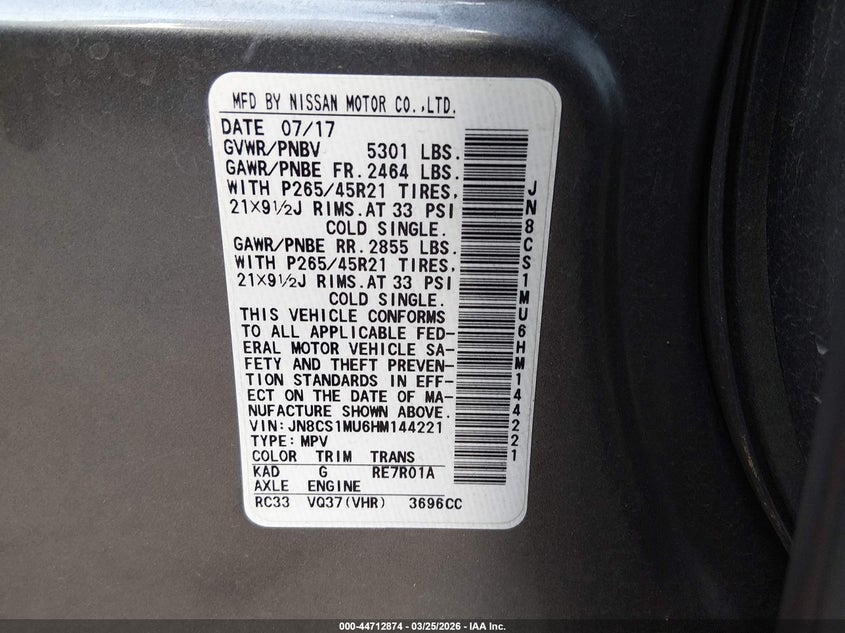 MFD BY NISSAN MOTOR CO.,LTD.
DATE 07/17
GVWR/PNBV 5301 LBS.
GAWR/PNBE FR. 2464 LBS.
WITH P265/45R21 TIRES,
21X9½J RIMS. AT 33 PSI
COLD SINGLE.
GAWR/PNBE RR. 2855 LBS.
WITH P265/45R21 TIRES,
21X9½J RIMS. AT 33 PSI
COLD SINGLE.
THIS VEHICLE CONFORMS
TO ALL APPLICABLE FED-
ERAL MOTOR VEHICLE SA-
FETY AND THEFT PREVEN-
TION STANDARDS IN EFF-
ECT ON THE DATE OF MA-
NUFACTURE SHOWN ABOVE.
VIN:JN8CS1MU6HM144221
TYPE:MPV
COLOR TRIM TRANS
KAD G RE7R01A
AXLE ENGINE
RC33 VQ37(VHR) 3696CC
JN8CS1MU6HM144221
000-44712874 / 03/25/2026 - IAA Inc.